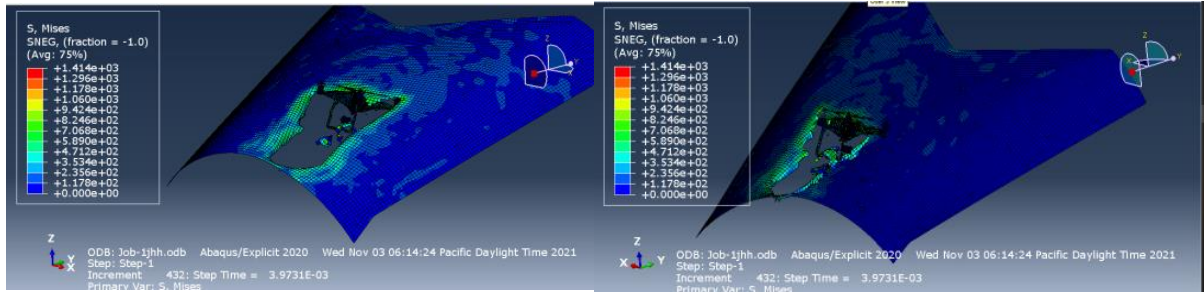 S, Mises
SNEG, (fraction = -1.0)
(Avg: 75%)
+1.414e+03
+1.296e+03
+1.178e+03
+1.060e+03
+9.424e+02
+8.246e+02
+7.068e+02
+5.890e+02
+4.712e+02
+3.534e+02
+2.356e+02
+1.178e+02
+0.000e+00
Z
Y
X
Z
Y
X
ODB: Job-1jhh.odb Abaqus/Explicit 2020 Wed Nov 03 06:14:24 Pacific Daylight Time 2021
Step: Step-1
Increment 432: Step Time = 3.9731E-03
Primary Var: S, Mises
S, Mises
SNEG, (fraction = -1.0)
(Avg: 75%)
+1.414e+03
+1.296e+03
+1.178e+03
+1.060e+03
+9.424e+02
+8.246e+02
+7.068e+02
+5.890e+02
+4.712e+02
+3.534e+02
+2.356e+02
+1.178e+02
+0.000e+00
Z
X
Y
Z
X Y
ODB: Job-1jhh.odb Abaqus/Explicit 2020 Wed Nov 03 06:14:24 Pacific Daylight Time 2021
Step: Step-1
Increment 432: Step Time = 3.9731E-03
Primary Var: S, Mises